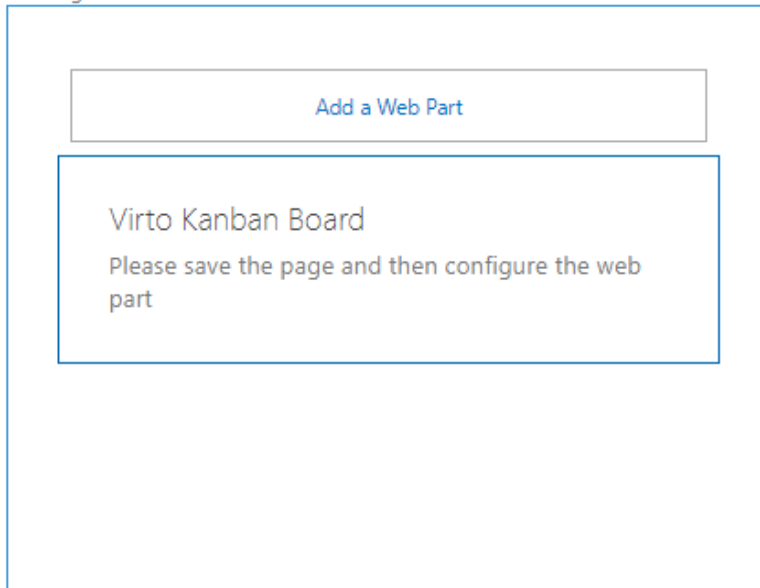 Add a Web Part
Virto Kanban Board
Please save the page and then configure the web
part